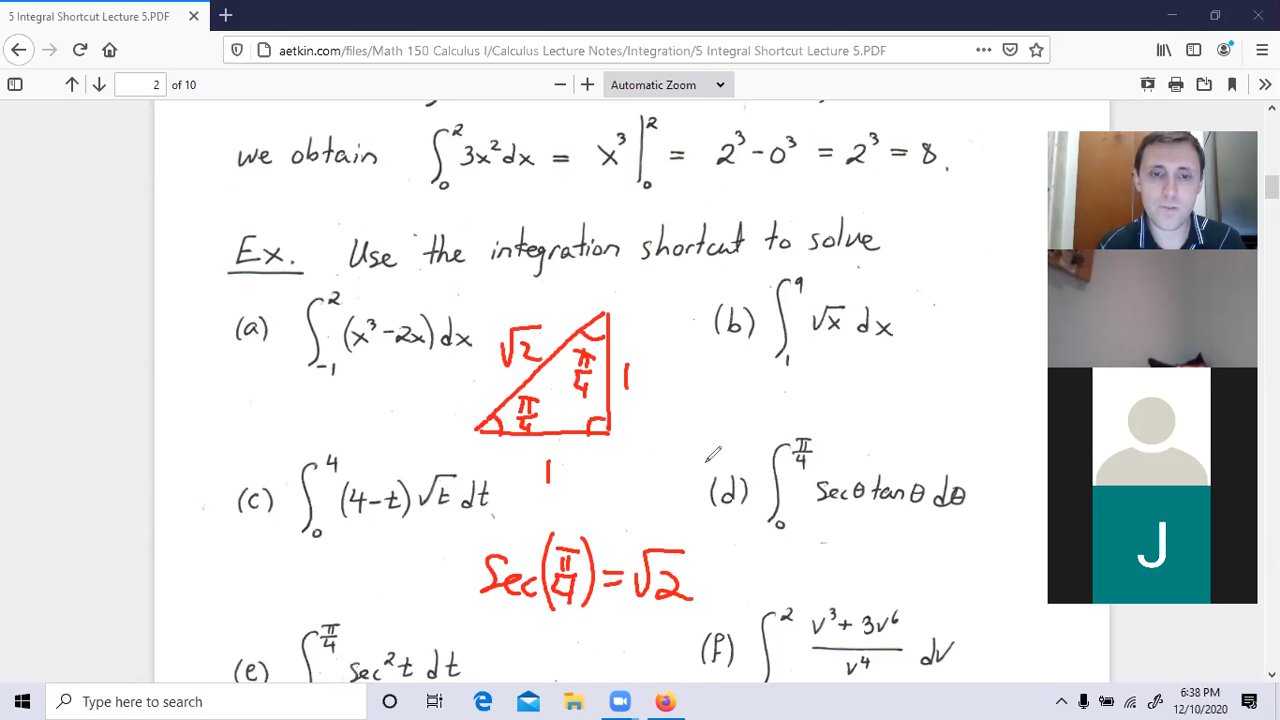 5 Integral Shortcut Lecture 5.PDF
aetkin.com/files/Math 150 Calculus I/Calculus Lecture Notes/Integration/5 Integral Shortcut Lecture 5.PDF
2 of 10
Automatic Zoom
we obtain ∫₀² 3x² dx = x³ |₀² = 2³ - 0³ = 2³ = 8.
Ex. Use the integration shortcut to solve
(a) ∫₋₁² (x³ - 2x) dx
√2
π/4
π/4
1
1
(b) ∫₁⁹ √x dx
(c) ∫₀⁴ (4-t) √t dt
(d) ∫₀^(π/4) secθ tanθ dθ
sec(π/4) = √2
(e) ∫^(π/4) sec² t dt
(f) ∫² (v³ + 3v⁶)/v⁴ dv
J
Type here to search
6:38 PM
12/10/2020